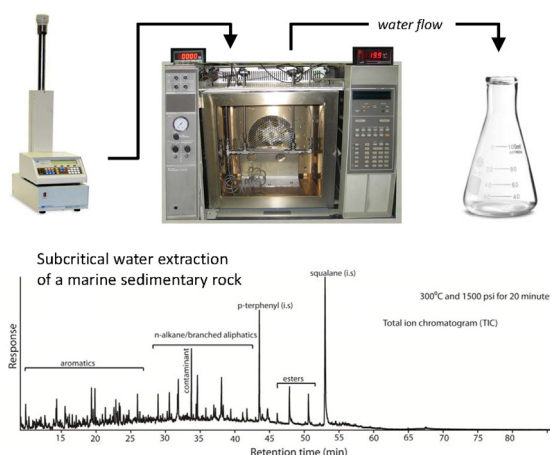 water flow
Subcritical water extraction
of a marine sedimentary rock
squalane (i.s)
300⁰C and 1500 psi for 20 minute
p-terphenyl (i.s)
Total ion chromatogram (TIC)
n-alkane/branched aliphatics
aromatics
contaminant
esters
Response
15 20 25 30 35 40 45 50 55 60 65 70 75 80
Retention time (min)